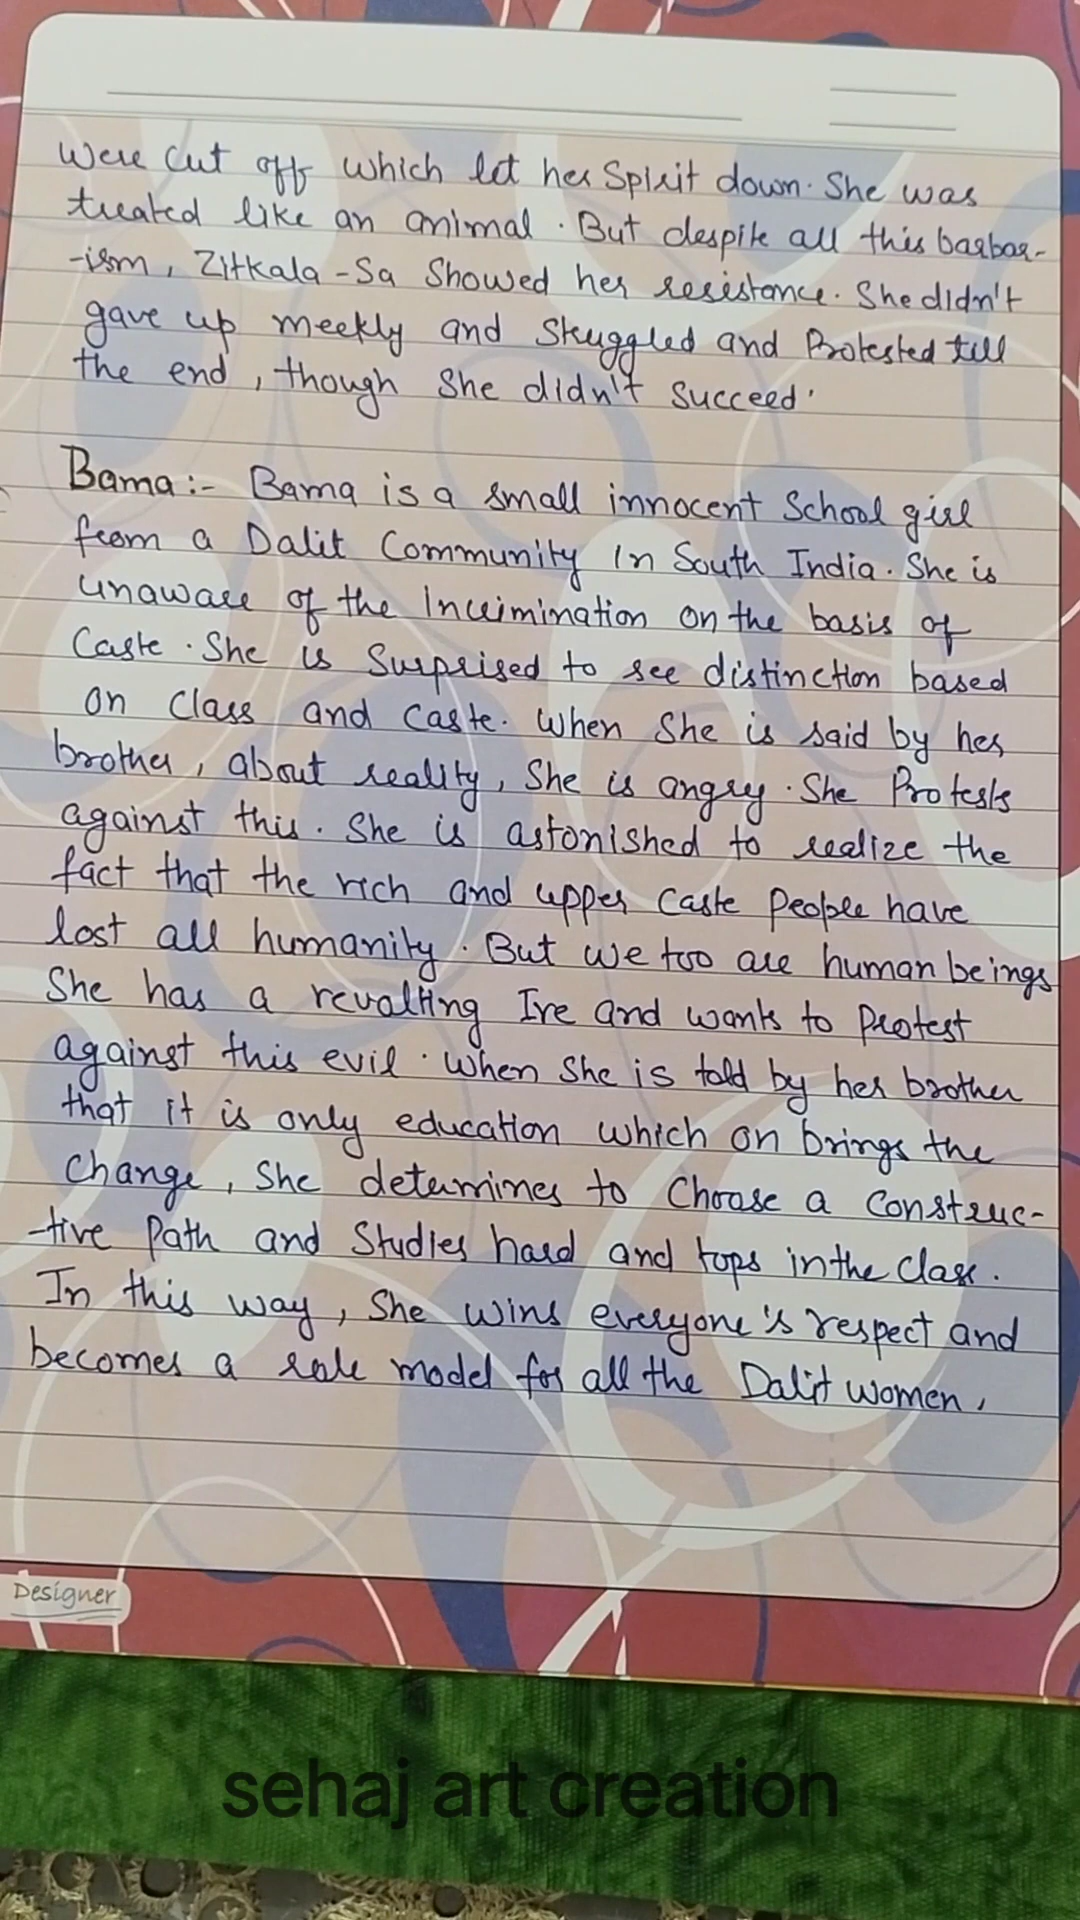 Were cut off which let her Spirit down. She was
treated like an animal. But despite all this barbar-
-ism, Zitkala-Sa Showed her resistance. She didn't
gave up meekly and Struggled and Protested till
the end, though She didn't Succeed.
Bama:- Bama is a small innocent School girl
from a Dalit Community in South India. She is
unaware of the Incrimination on the basis of
Caste. She is Surprised to see distinction based
on class and caste. When She is said by her
brother, about reality, She is angry. She Protests
against this. She is astonished to realize the
fact that the rich and upper Caste People have
lost all humanity. But we too are human beings
She has a revolting Ire and wants to Protest
against this evil. When She is told by her brother
that it is only education which on brings the
Change, She determines to Choose a Construc-
-tive Path and Studies hard and tops in the Class.
In this way, She wins everyone's respect and
becomes a role model for all the Dalit women,
Designer
sehaj art creation